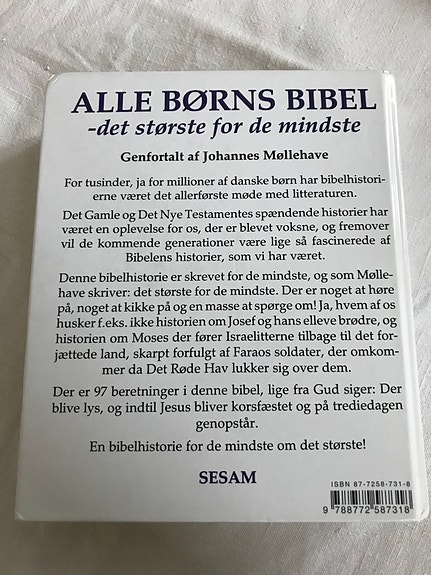 ALLE BØRNS BIBEL
-det største for de mindste
Genfortalt af Johannes Møllehave
For tusinder, ja for millioner af danske børn har bibelhistori-
erne været det allerførste møde med litteraturen.
Det Gamle og Det Nye Testamentes spændende historier har
været en oplevelse for os, der er blevet voksne, og fremover
vil de kommende generationer være lige så fascinerede af
Bibelens historier, som vi har været.
Denne bibelhistorie er skrevet for de mindste, og som Mølle-
have skriver: det største for de mindste. Der er noget at høre
på, noget at kikke på og en masse at spørge om! Ja, hvem af os
husker f.eks. ikke historien om Josef og hans elleve brødre, og
historien om Moses der fører Israelitterne tilbage til det for-
jættede land, skarpt forfulgt af Faraos soldater, der omkom-
mer da Det Røde Hav lukker sig over dem.
Der er 97 beretninger i denne bibel, lige fra Gud siger: Der
blive lys, og indtil Jesus bliver korsfæstet og på trediedagen
genopstår.
En bibelhistorie for de mindste om det største!
SESAM
ISBN 87-7258-731-8
9 788772 587318